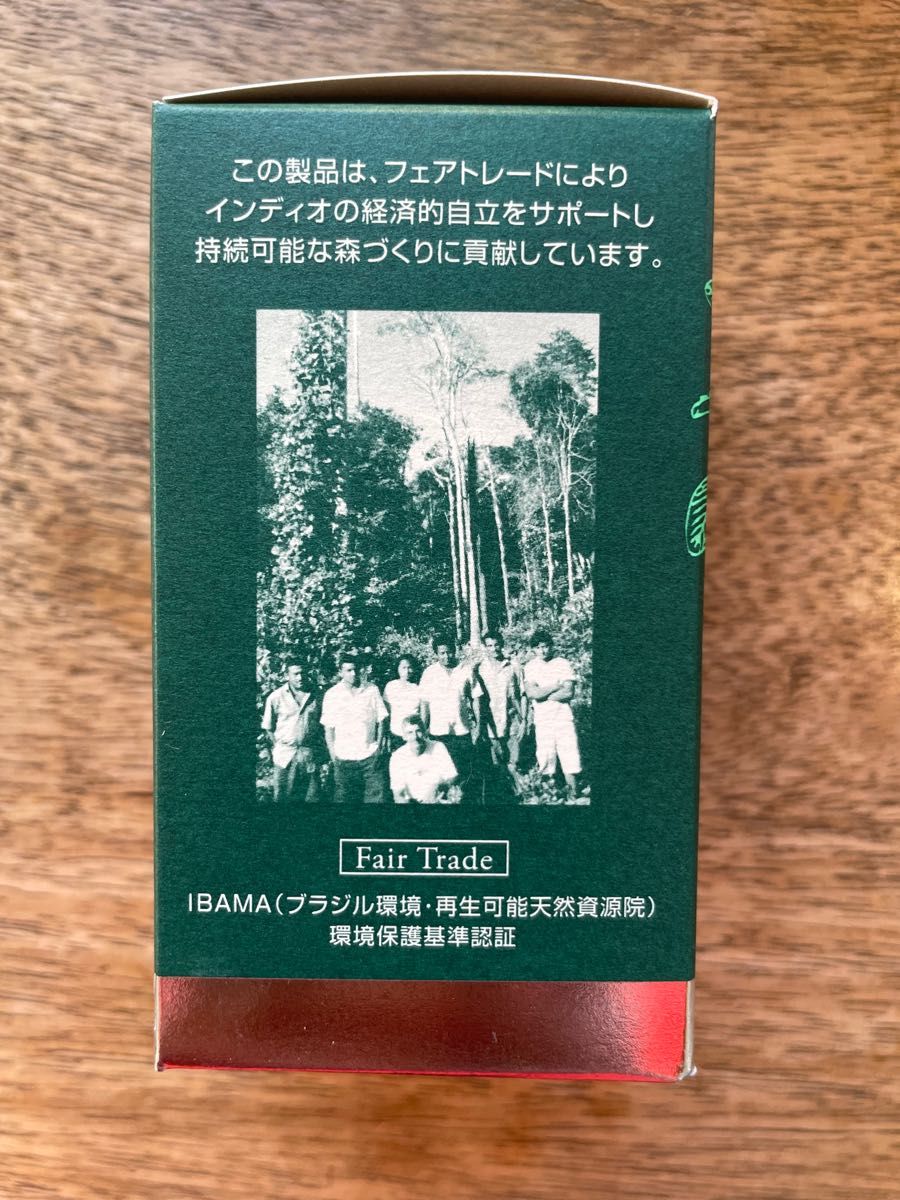 この製品は、フェアトレードにより
インディオの経済的自立をサポートし
持続可能な森づくりに貢献しています。
Fair Trade
IBAMA(ブラジル環境・再生可能天然資源院)
環境保護基準認証